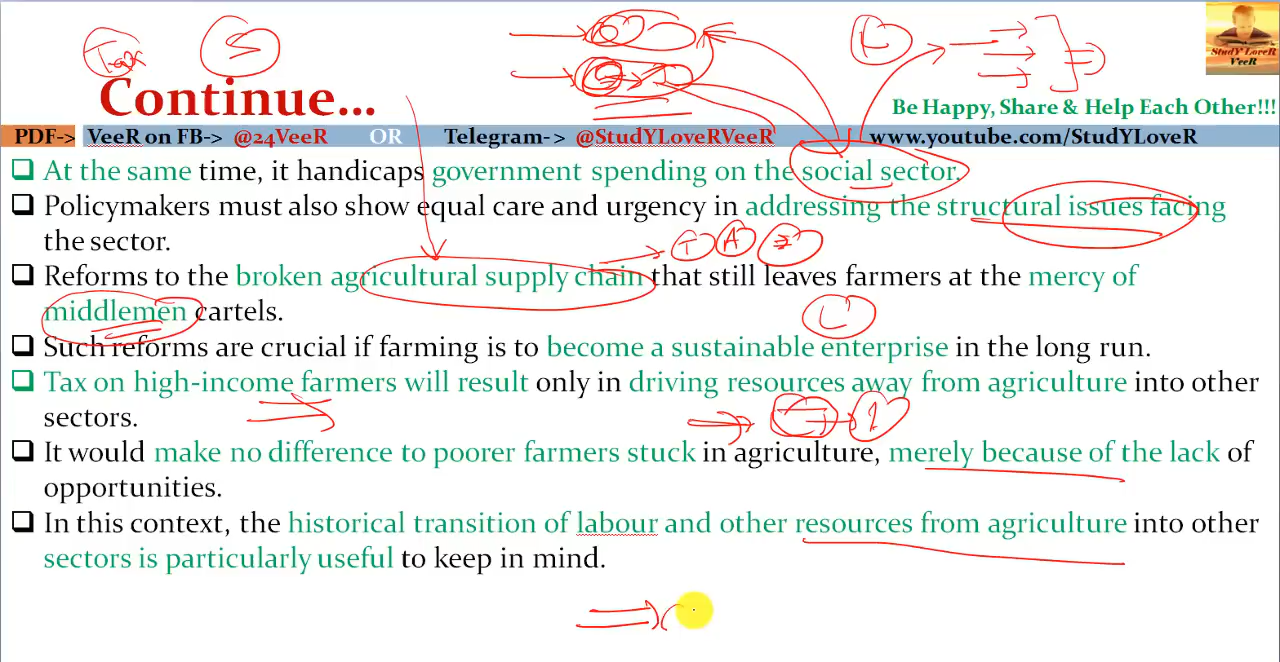 Tax S L
StudY LoveR
VeeR
Continue...
Be Happy, Share & Help Each Other!!!
PDF-> VeeR on FB-> @24VeeR OR Telegram-> @StudYLoveRVeeR www.youtube.com/StudYLoveR
At the same time, it handicaps government spending on the social sector.
Policymakers must also show equal care and urgency in addressing the structural issues facing
the sector.
T A
Reforms to the broken agricultural supply chain that still leaves farmers at the mercy of
middlemen cartels.
L
Such reforms are crucial if farming is to become a sustainable enterprise in the long run.
Tax on high-income farmers will result only in driving resources away from agriculture into other
sectors.
It would make no difference to poorer farmers stuck in agriculture, merely because of the lack of
opportunities.
In this context, the historical transition of labour and other resources from agriculture into other
sectors is particularly useful to keep in mind.